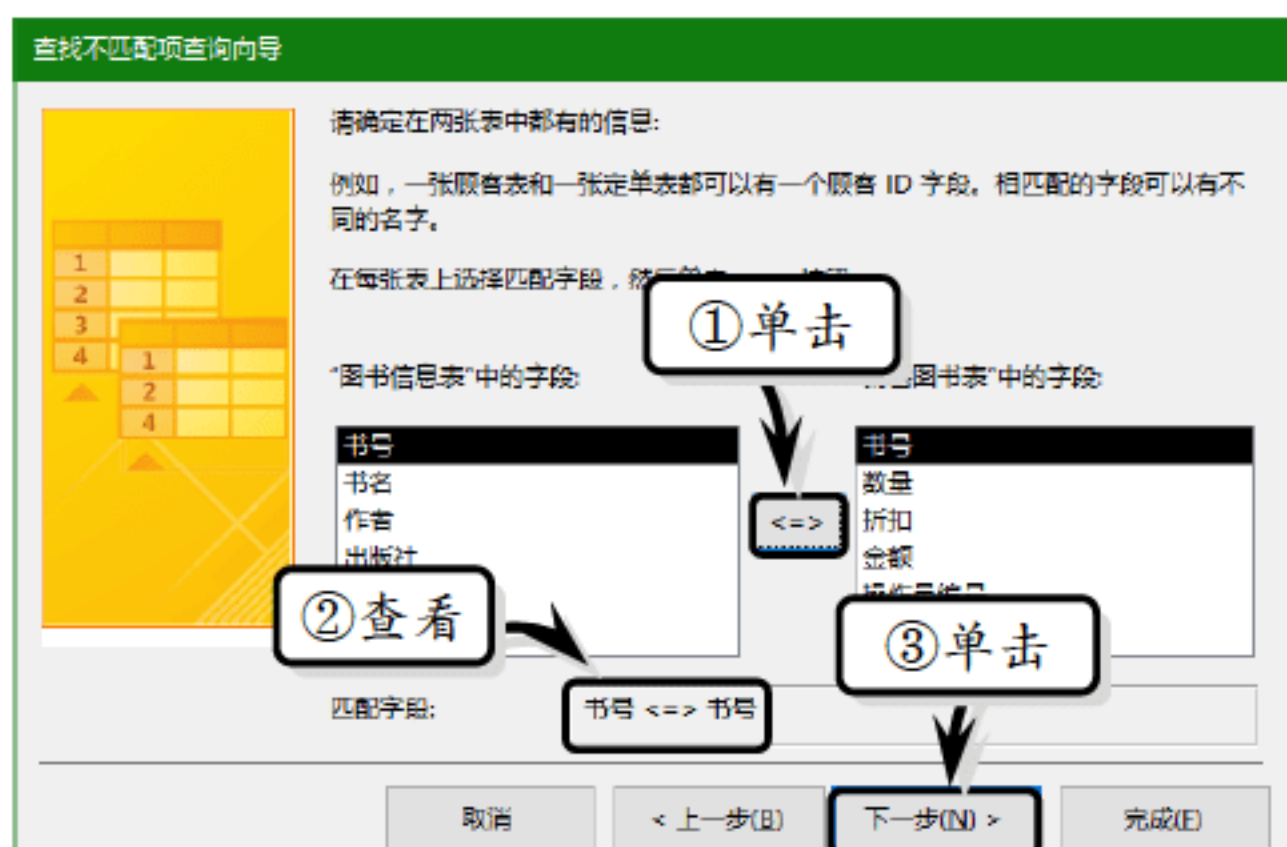 查找不匹配项查询向导
请确定在两张表中都有的信息:
例如，一张顾客表和一张定单表都可以有一个顾客 ID 字段。相匹配的字段可以有不
同的名字。
在每张表上选择匹配字段，然
①单击
“图书信息表”中的字段:
图书表”中的字段:
书号
书名
作者
出版社
<=>
书号
数量
折扣
金额
操作员编号
②查看
③单击
匹配字段:
书号 <=> 书号
取消
< 上一步(B)
下一步(N) >
完成(F)